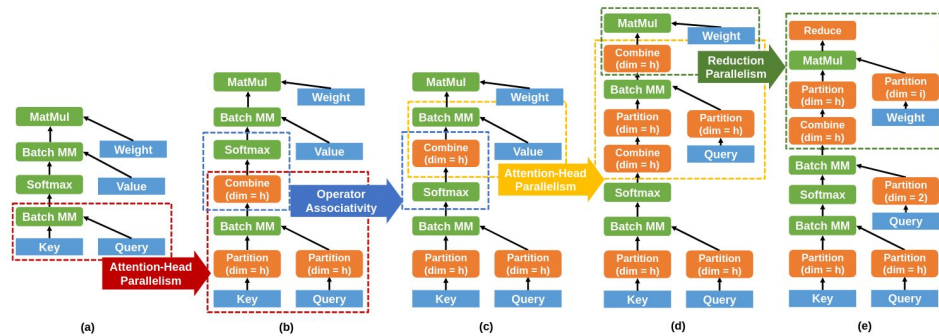 MatMul
Weight
Batch MM
Value
Softmax
Batch MM
Key
Query
(a)
Attention-Head
Parallelism
MatMul
Weight
Batch MM
Value
Softmax
Combine
(dim = h)
Batch MM
Partition
(dim = h)
Partition
(dim = h)
Key
Query
(b)
Operator
Associativity
MatMul
Weight
Batch MM
Value
Combine
(dim = h)
Softmax
Batch MM
Partition
(dim = h)
Partition
(dim = h)
Key
Query
(c)
Attention-Head
Parallelism
MatMul
Weight
Combine
(dim = h)
Batch MM
Partition
(dim = h)
Partition
(dim = h)
Query
Combine
(dim = h)
Softmax
Batch MM
Partition
(dim = h)
Partition
(dim = h)
Key
Query
(d)
Reduction
Parallelism
Reduce
MatMul
Partition
(dim = h)
Partition
(dim = i)
Weight
Combine
(dim = h)
Batch MM
Softmax
Partition
(dim = 2)
Query
Batch MM
Partition
(dim = h)
Partition
(dim = h)
Key
Query
(e)